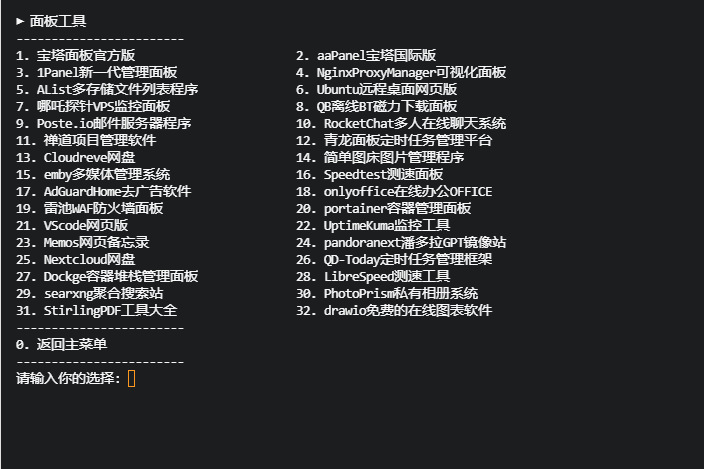 ► 面板工具
------------------------
1. 宝塔面板官方版 2. aaPanel宝塔国际版
3. 1Panel新一代管理面板 4. NginxProxyManager可视化面板
5. AList多存储文件列表程序 6. Ubuntu远程桌面网页版
7. 哪吒探针VPS监控面板 8. QB离线BT磁力下载面板
9. Poste.io邮件服务器程序 10. RocketChat多人在线聊天系统
11. 禅道项目管理软件 12. 青龙面板定时任务管理平台
13. Cloudreve网盘 14. 简单图床图片管理程序
15. emby多媒体管理系统 16. Speedtest测速面板
17. AdGuardHome去广告软件 18. onlyoffice在线办公OFFICE
19. 雷池WAF防火墙面板 20. portainer容器管理面板
21. VScode网页版 22. UptimeKuma监控工具
23. Memos网页备忘录 24. pandoranext潘多拉GPT镜像站
25. Nextcloud网盘 26. QD-Today定时任务管理框架
27. Dockge容器堆栈管理面板 28. LibreSpeed测速工具
29. searxng聚合搜索站 30. PhotoPrism私有相册系统
31. StirlingPDF工具大全 32. drawio免费的在线图表软件
------------------------
0. 返回主菜单
------------------------
请输入你的选择: